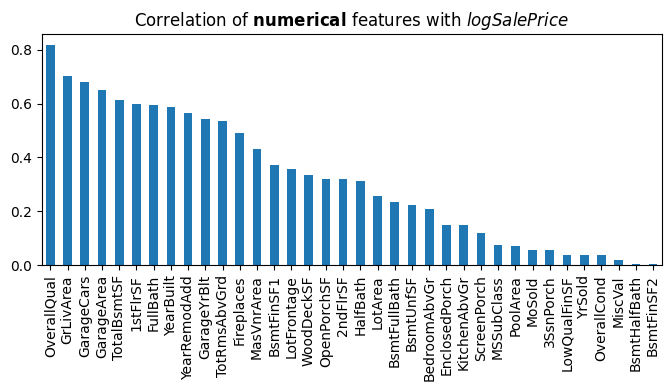 Correlation of numerical features with logSalePrice
0.8
0.6
0.4
0.2
0.0
OverallQual
GrLivArea
GarageCars
GarageArea
TotalBsmtSF
1stFlrSF
FullBath
YearBuilt
YearRemodAdd
GarageYrBlt
TotRmsAbvGrd
Fireplaces
MasVnrArea
BsmtFinSF1
LotFrontage
WoodDeckSF
OpenPorchSF
2ndFlrSF
HalfBath
LotArea
BsmtFullBath
BsmtUnfSF
BedroomAbvGr
EnclosedPorch
KitchenAbvGr
ScreenPorch
MSSubClass
PoolArea
MoSold
3SsnPorch
LowQualFinSF
YrSold
OverallCond
MiscVal
BsmtHalfBath
BsmtFinSF2